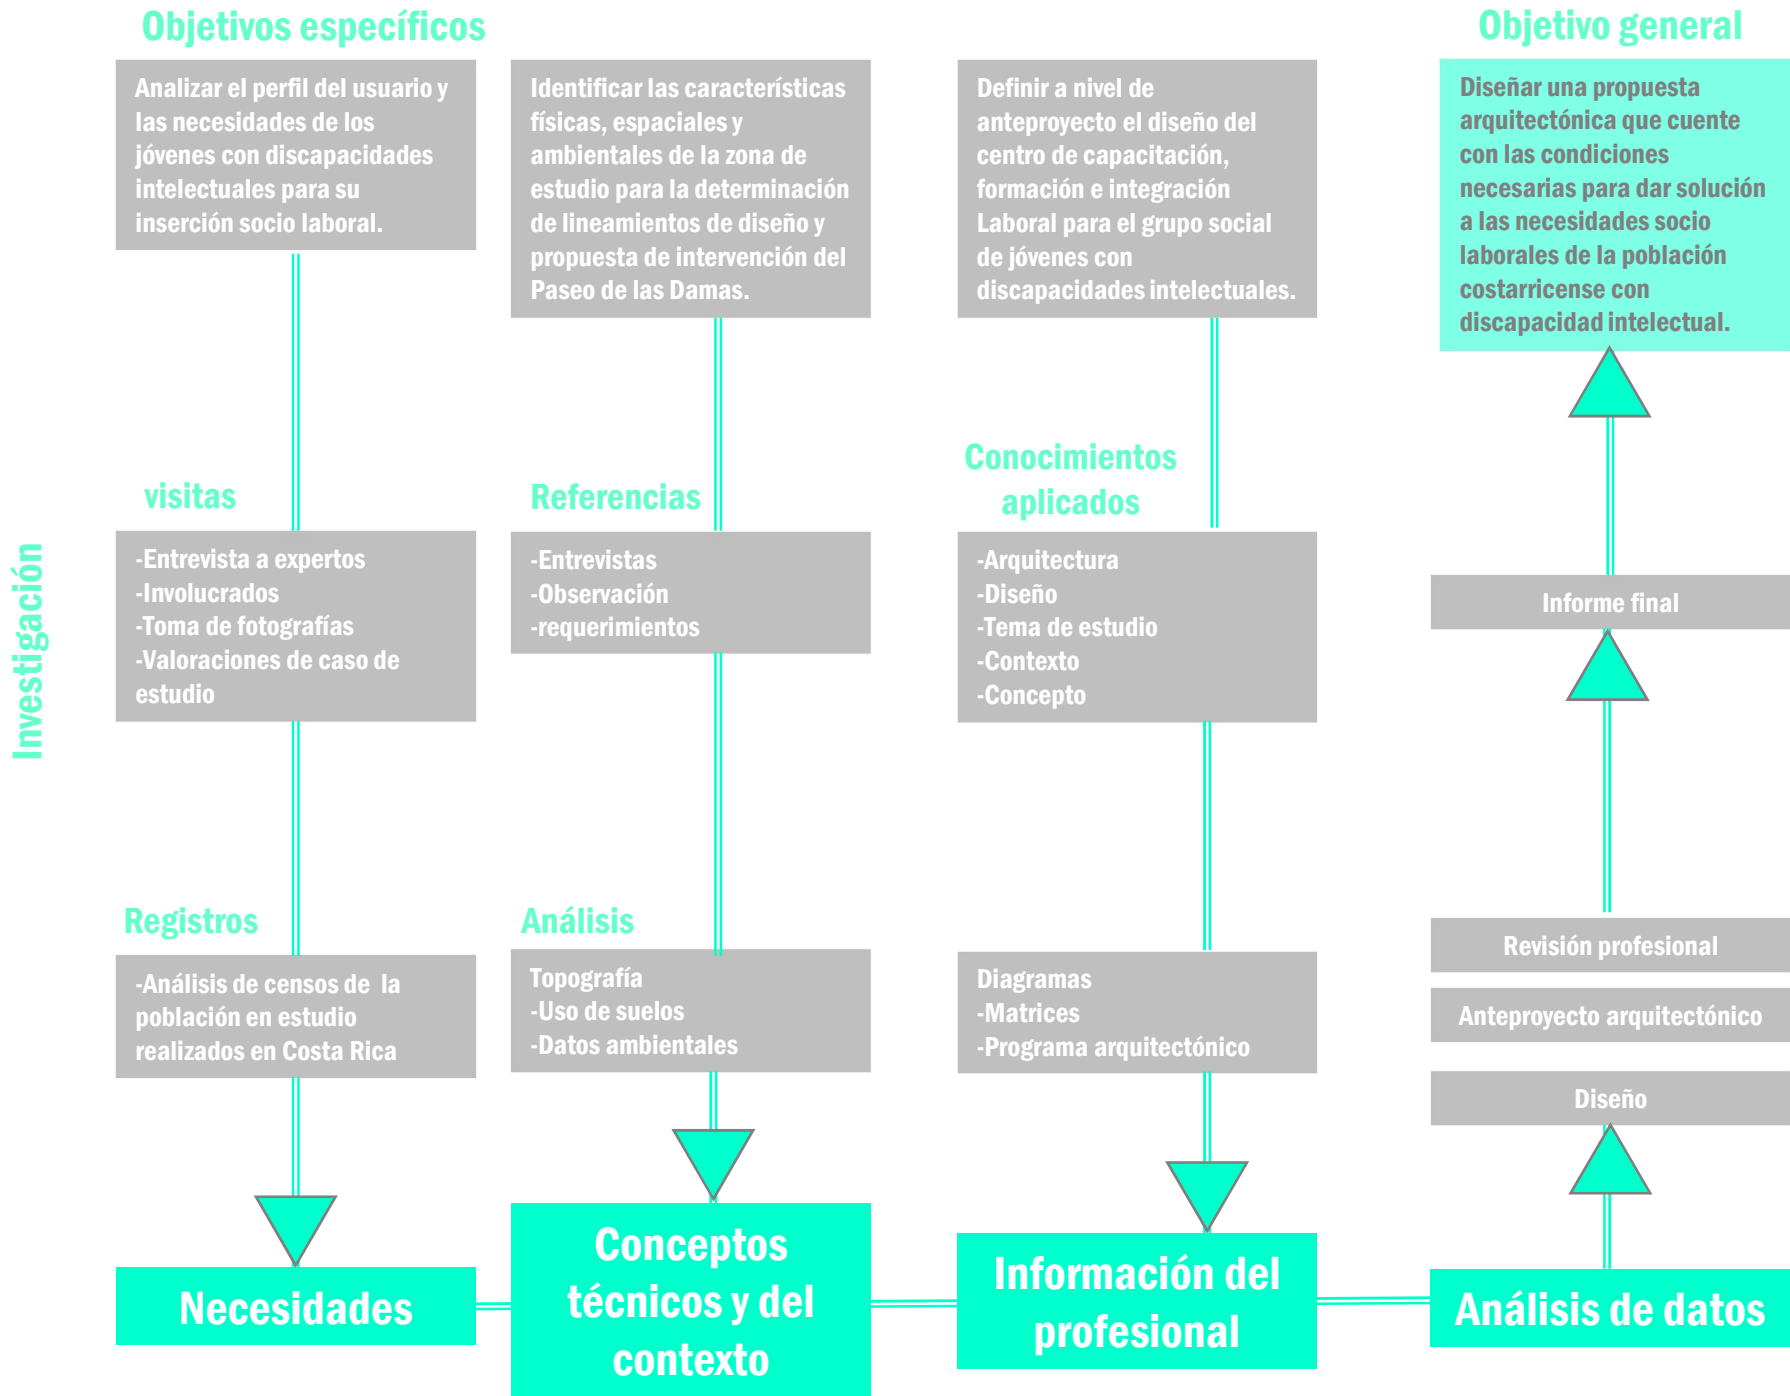 Objetivos específicos
Analizar el perfil del usuario y
las necesidades de los
jóvenes con discapacidades
intelectuales para su
inserción socio laboral.
Identificar las características
físicas, espaciales y
ambientales de la zona de
estudio para la determinación
de lineamientos de diseño y
propuesta de intervención del
Paseo de las Damas.
Definir a nivel de
anteproyecto el diseño del
centro de capacitación,
formación e integración
Laboral para el grupo social
de jóvenes con
discapacidades intelectuales.
Objetivo general
Diseñar una propuesta
arquitectónica que cuente
con las condiciones
necesarias para dar solución
a las necesidades socio
laborales de la población
costarricense con
discapacidad intelectual.
Investigación
visitas
-Entrevista a expertos
-Involucrados
-Toma de fotografías
-Valoraciones de caso de
estudio
Referencias
-Entrevistas
-Observación
-requerimientos
Conocimientos
aplicados
-Arquitectura
-Diseño
-Tema de estudio
-Contexto
-Concepto
Informe final
Registros
-Análisis de censos de  la
población en estudio
realizados en Costa Rica
Análisis
Topografía
-Uso de suelos
-Datos ambientales
Diagramas
-Matrices
-Programa arquitectónico
Revisión profesional
Anteproyecto arquitectónico
Diseño
Necesidades
Conceptos
técnicos y del
contexto
Información del
profesional
Análisis de datos